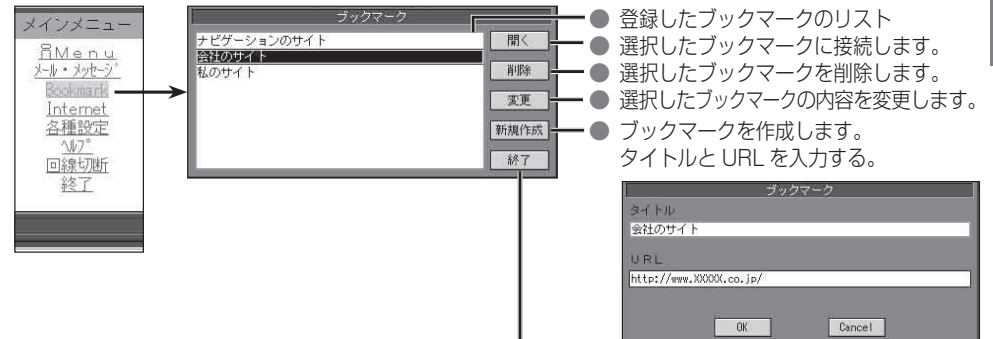 メインメニュー
呂Menu
メール・メッセージ
Bookmark
Internet
各種設定
ヘルプ
回線切断
終了
ブックマーク
ナビゲーションのサイト
会社のサイト
私のサイト
開く
削除
変更
新規作成
終了
● 登録したブックマークのリスト
● 選択したブックマークに接続します。
● 選択したブックマークを削除します。
● 選択したブックマークの内容を変更します。
● ブックマークを作成します。
タイトルと URL を入力する。
ブックマーク
タイトル
会社のサイト
URL
http://www.XXXXX.co.jp/
OK
Cancel